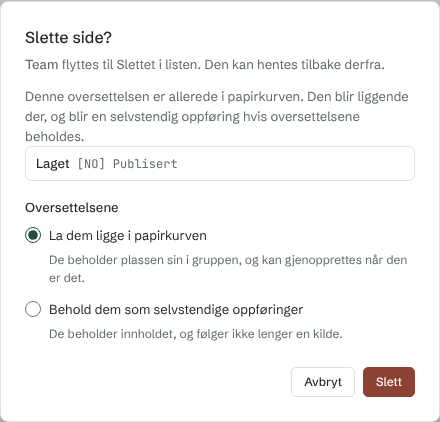 Slette side?
Team flyttes til Slettet i listen. Den kan hentes tilbake derfra.
Denne oversettelsen er allerede i papirkurven. Den blir liggende
der, og blir en selvstendig oppføring hvis oversettelsene
beholdes.
Laget [NO] Publisert
Oversettelsene
La dem ligge i papirkurven
De beholder plassen sin i gruppen, og kan gjenopprettes når den
er det.
Behold dem som selvstendige oppføringer
De beholder innholdet, og følger ikke lenger en kilde.
Avbryt Slett